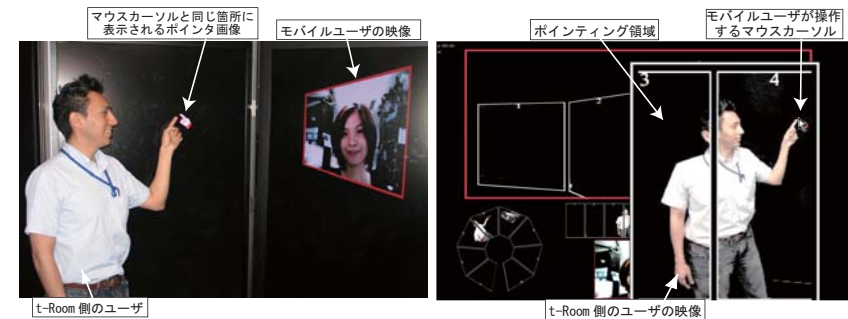 マウスカーソルと同じ箇所に
表示されるポインタ画像
モバイルユーザの映像
t-Room 側のユーザ
ポインティング領域
モバイルユーザが操作
するマウスカーソル
3
4
1
2
t-Room 側のユーザの映像